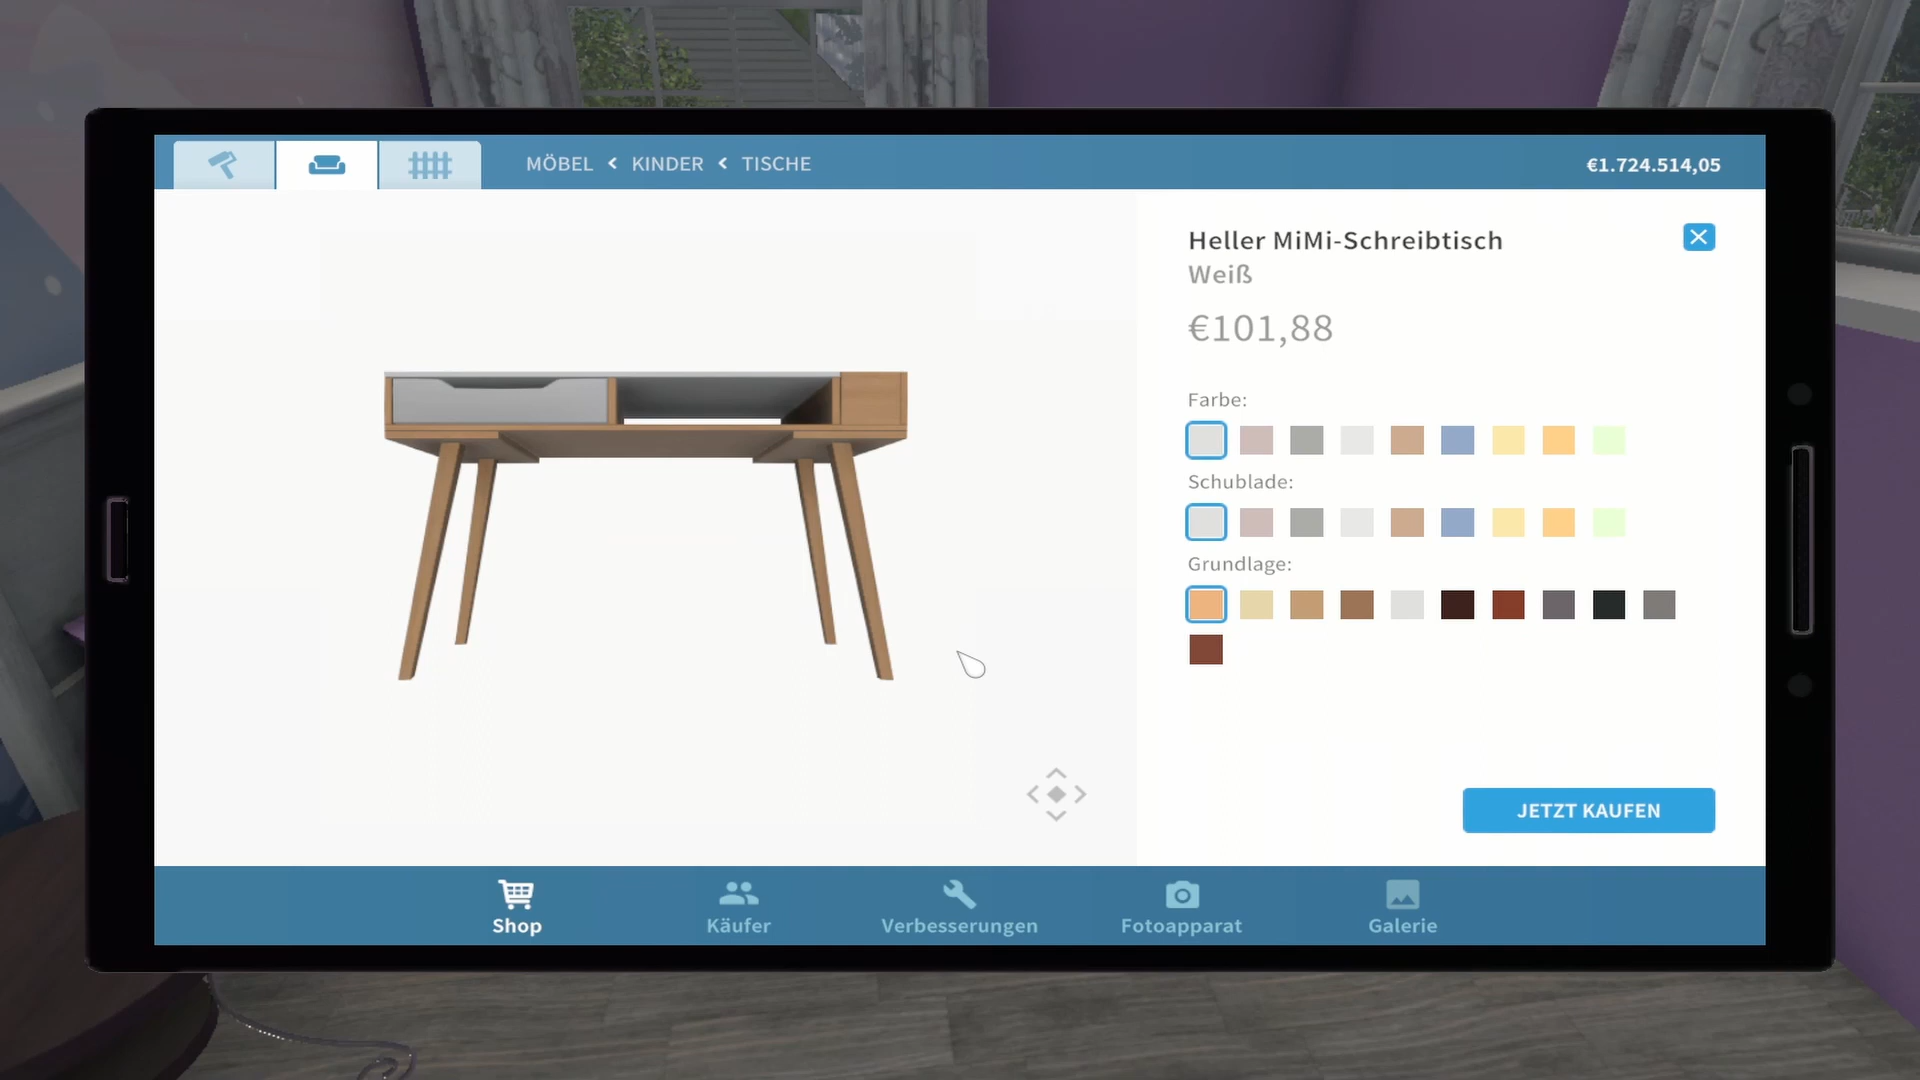 MÖBEL < KINDER < TISCHE
€1.724.514,05
Heller MiMi-Schreibtisch
Weiß
€101,88
Farbe:
Schublade:
Grundlage:
JETZT KAUFEN
Shop
Käufer
Verbesserungen
Fotoapparat
Galerie